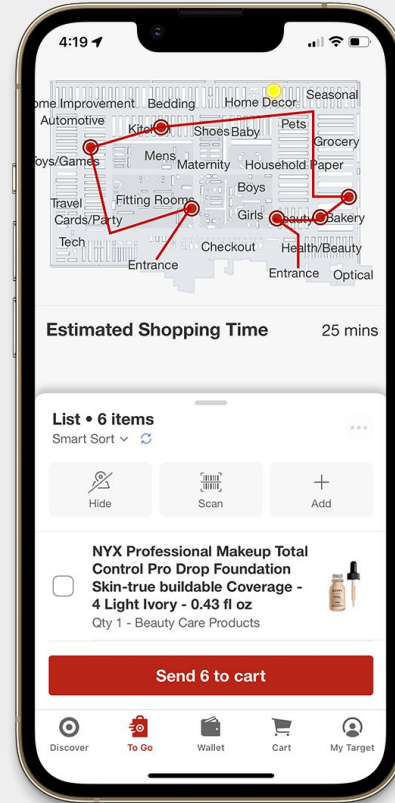 4:19
ome Improvement Bedding Home Decor Seasonal
Automotive Kitchen Shoes Baby Pets
Grocery
Toys/Games Mens Maternity Household Paper
Boys
Travel Fitting Rooms
Cards/Party Girls Beauty Bakery
Tech Checkout Health/Beauty
Entrance Entrance Optical
Estimated Shopping Time 25 mins
List • 6 items
Smart Sort
Hide Scan Add
NYX Professional Makeup Total
Control Pro Drop Foundation
Skin-true buildable Coverage -
4 Light Ivory - 0.43 fl oz
Qty 1 - Beauty Care Products
Send 6 to cart
Discover To Go Wallet Cart My Target